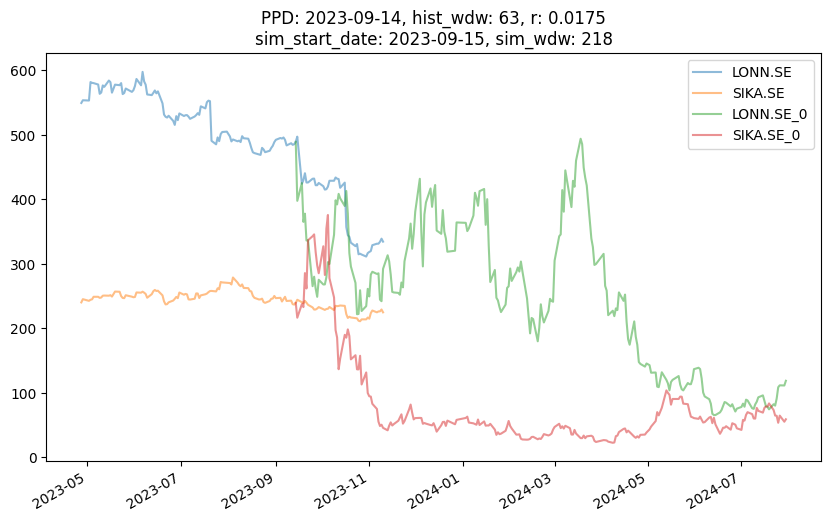 PPD: 2023-09-14, hist_wdw: 63, r: 0.0175
sim_start_date: 2023-09-15, sim_wdw: 218
LONN.SE
SIKA.SE
LONN.SE_0
SIKA.SE_0
600
500
400
300
200
100
0
2023-05
2023-07
2023-09
2023-11
2024-01
2024-03
2024-05
2024-07